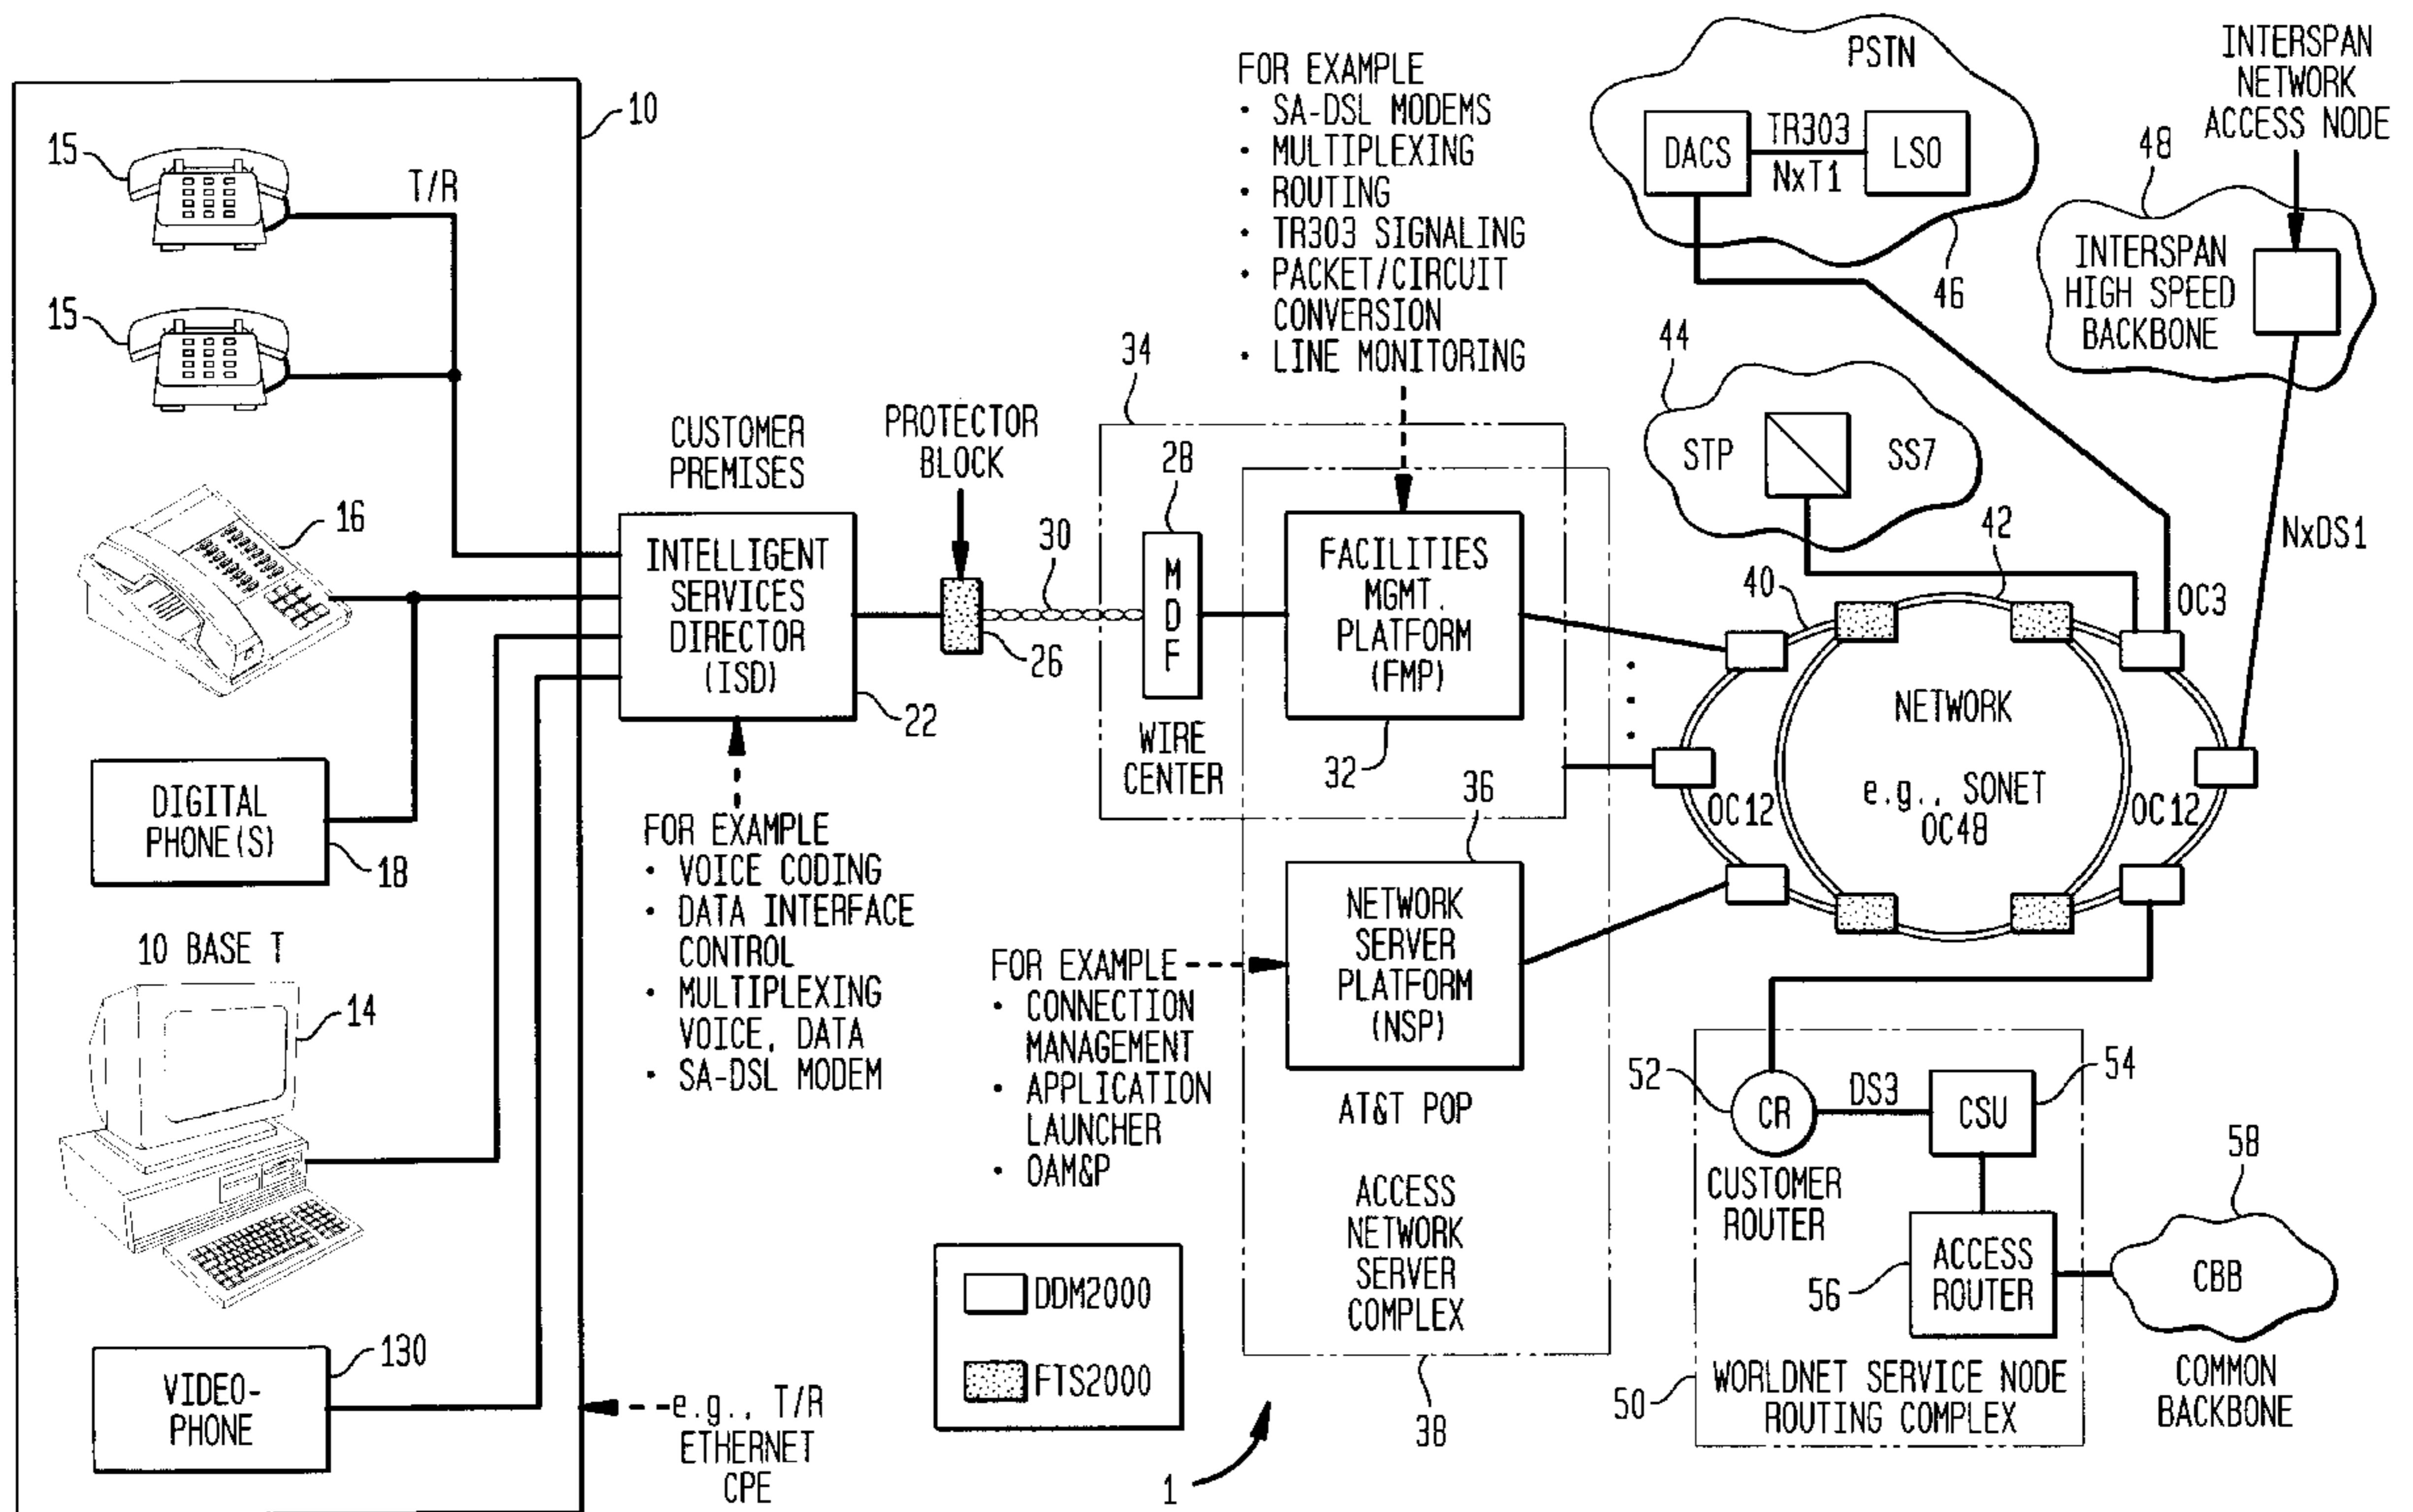 10
15
T/R
15
16
DIGITAL
PHONE(S)
18
10 BASE T
14
VIDEO-
PHONE
130
e.g., T/R
ETHERNET
CPE
CUSTOMER
PREMISES
INTELLIGENT
SERVICES
DIRECTOR
(ISD)
22
FOR EXAMPLE
• VOICE CODING
• DATA INTERFACE
CONTROL
• MULTIPLEXING
VOICE, DATA
• SA-DSL MODEM
PROTECTOR
BLOCK
26
30
34
28
MDF
WIRE
CENTER
FOR EXAMPLE
• SA-DSL MODEMS
• MULTIPLEXING
• ROUTING
• TR303 SIGNALING
• PACKET/CIRCUIT
CONVERSION
• LINE MONITORING
FACILITIES
MGMT.
PLATFORM
(FMP)
32
36
NETWORK
SERVER
PLATFORM
(NSP)
FOR EXAMPLE
• CONNECTION
MANAGEMENT
• APPLICATION
LAUNCHER
• OAM&P
AT&T POP
ACCESS
NETWORK
SERVER
COMPLEX
38
DDM2000
FTS2000
1
PSTN
DACS
TR303
NxT1
LSO
46
INTERSPAN
NETWORK
ACCESS NODE
48
INTERSPAN
HIGH SPEED
BACKBONE
44
STP
SS7
NxDS1
40
42
OC3
NETWORK
e.g., SONET
OC48
OC12
OC12
52
CR
DS3
CSU
54
CUSTOMER
ROUTER
ACCESS
ROUTER
56
58
CBB
COMMON
BACKBONE
WORLDNET SERVICE NODE
ROUTING COMPLEX
50